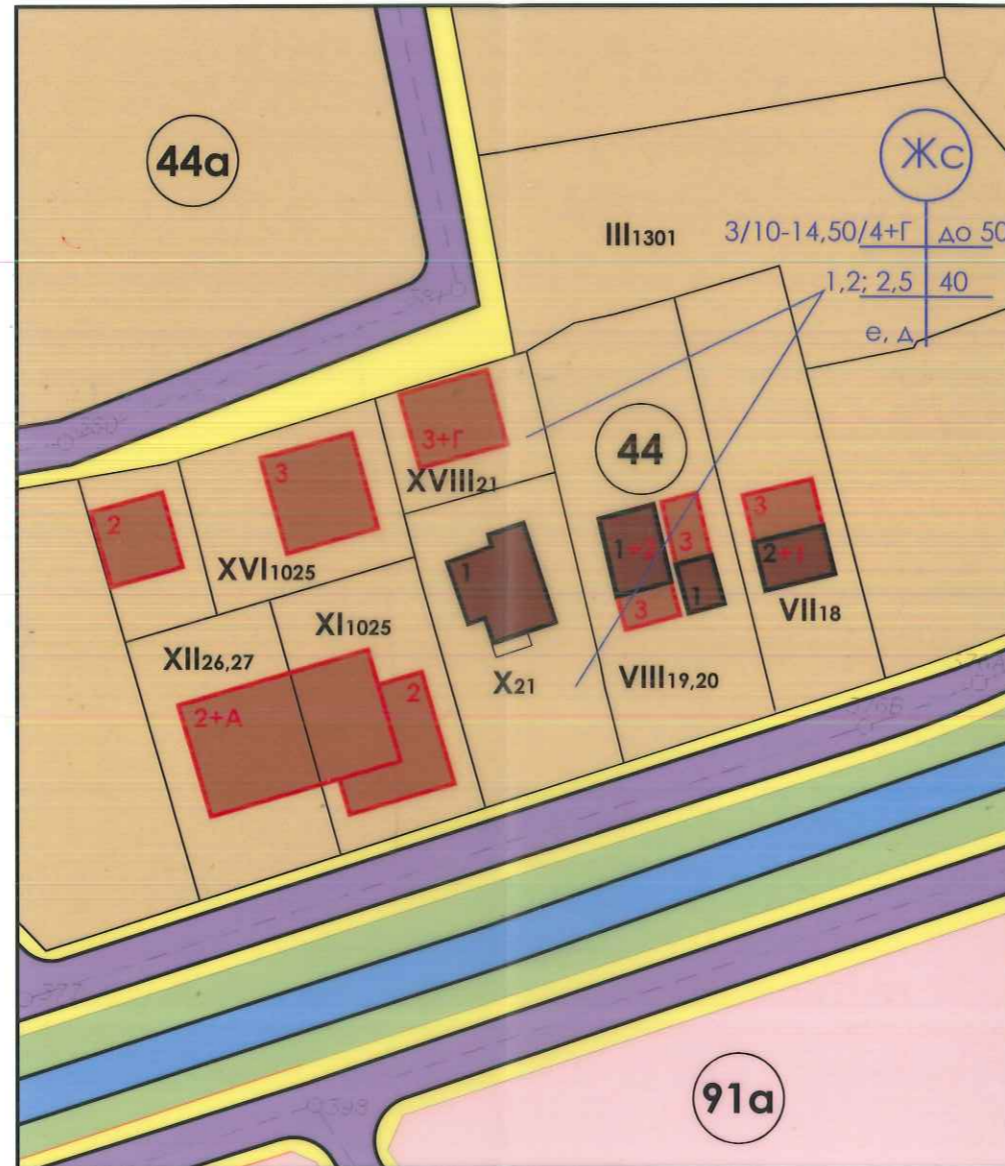 44а
Жс
III1301
3/10-14,50/4+Г до 50
1,2; 2,5 40
е, д
44
3+Г
XVIII21
3
2
XVI1025
3
1+2
3
1
3
1
2+1
VII18
XI1025
XII26,27
X21
VIII19,20
2
2+А
91а